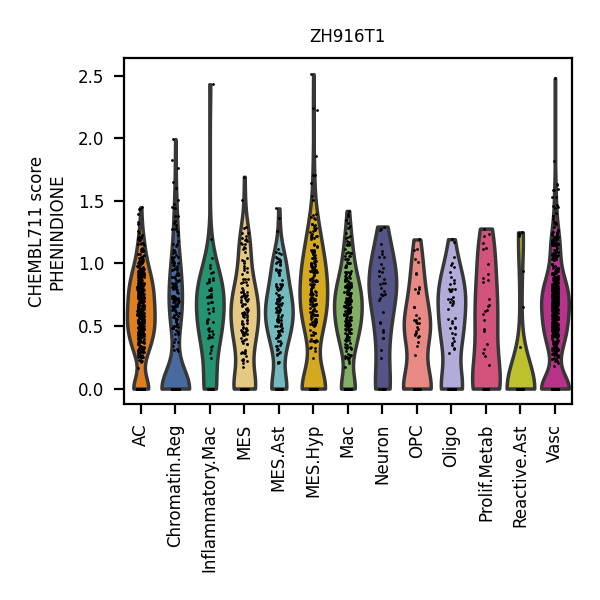 ZH916T1
CHEMBL711 score
PHENINDIONE
2.5
2.0
1.5
1.0
0.5
0.0
AC
Chromatin.Reg
Inflammatory.Mac
MES
MES.Ast
MES.Hyp
Mac
Neuron
OPC
Oligo
Prolif.Metab
Reactive.Ast
Vasc